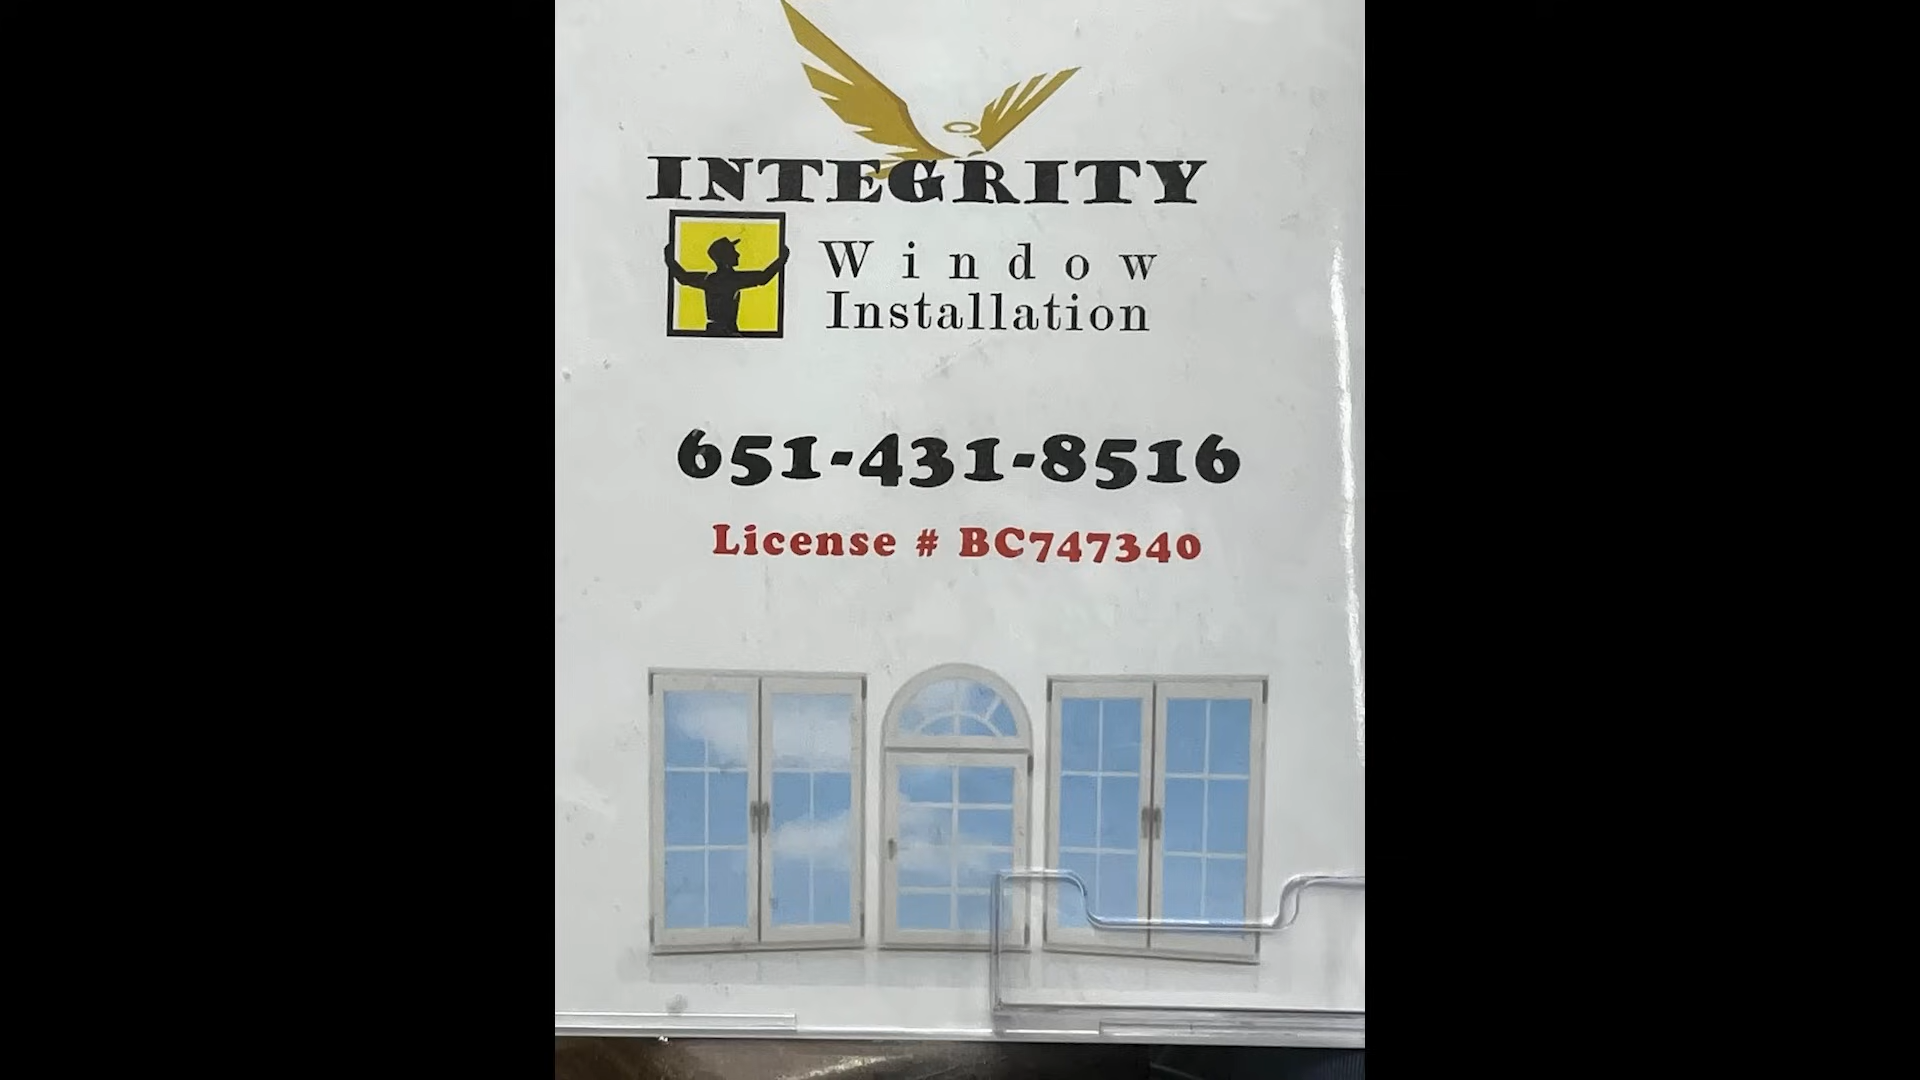 INTEGRITY
Window
Installation
651-431-8516
License # BC747340